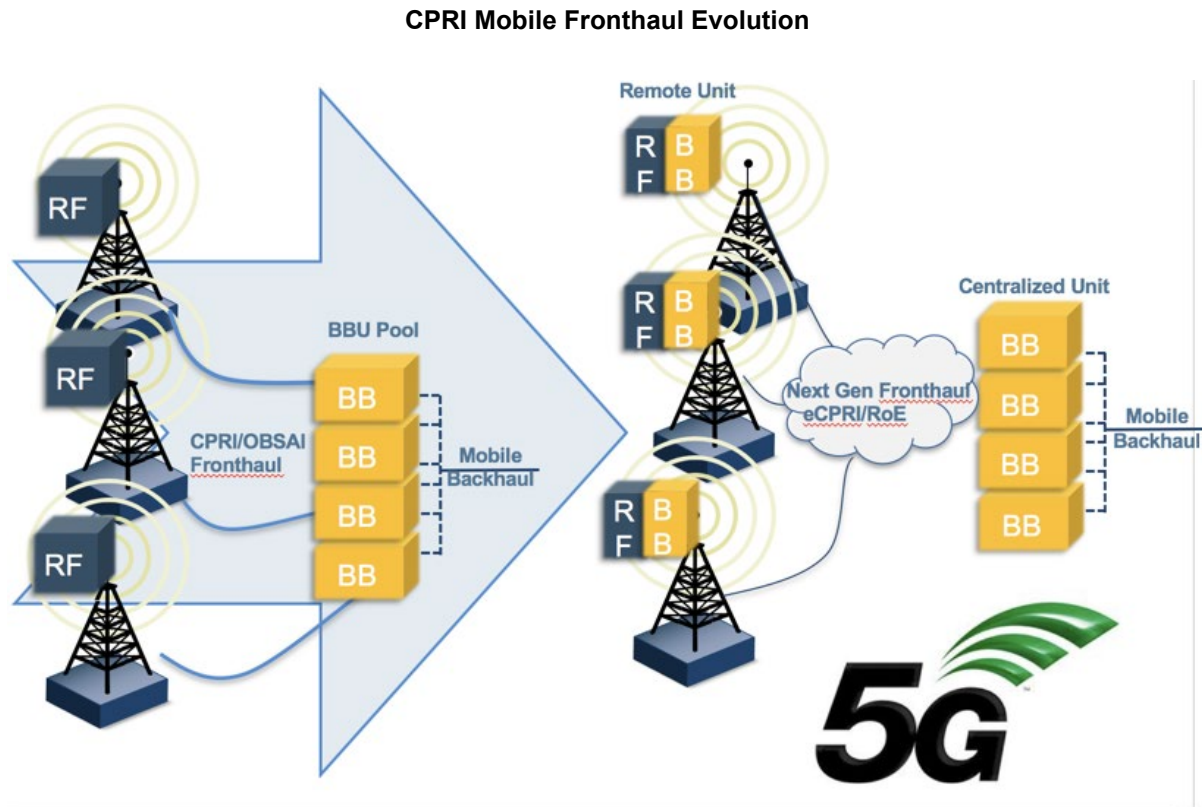 CPRI Mobile Fronthaul Evolution
RF
RF
RF
CPRI/OBSAI
Fronthaul
BBU Pool
BB
BB
BB
BB
Mobile
Backhaul
Remote Unit
R B
F B
R B
F B
R B
F B
Next Gen Fronthaul
eCPRI/RoE
Centralized Unit
BB
BB
BB
BB
Mobile
Backhaul
5G
™